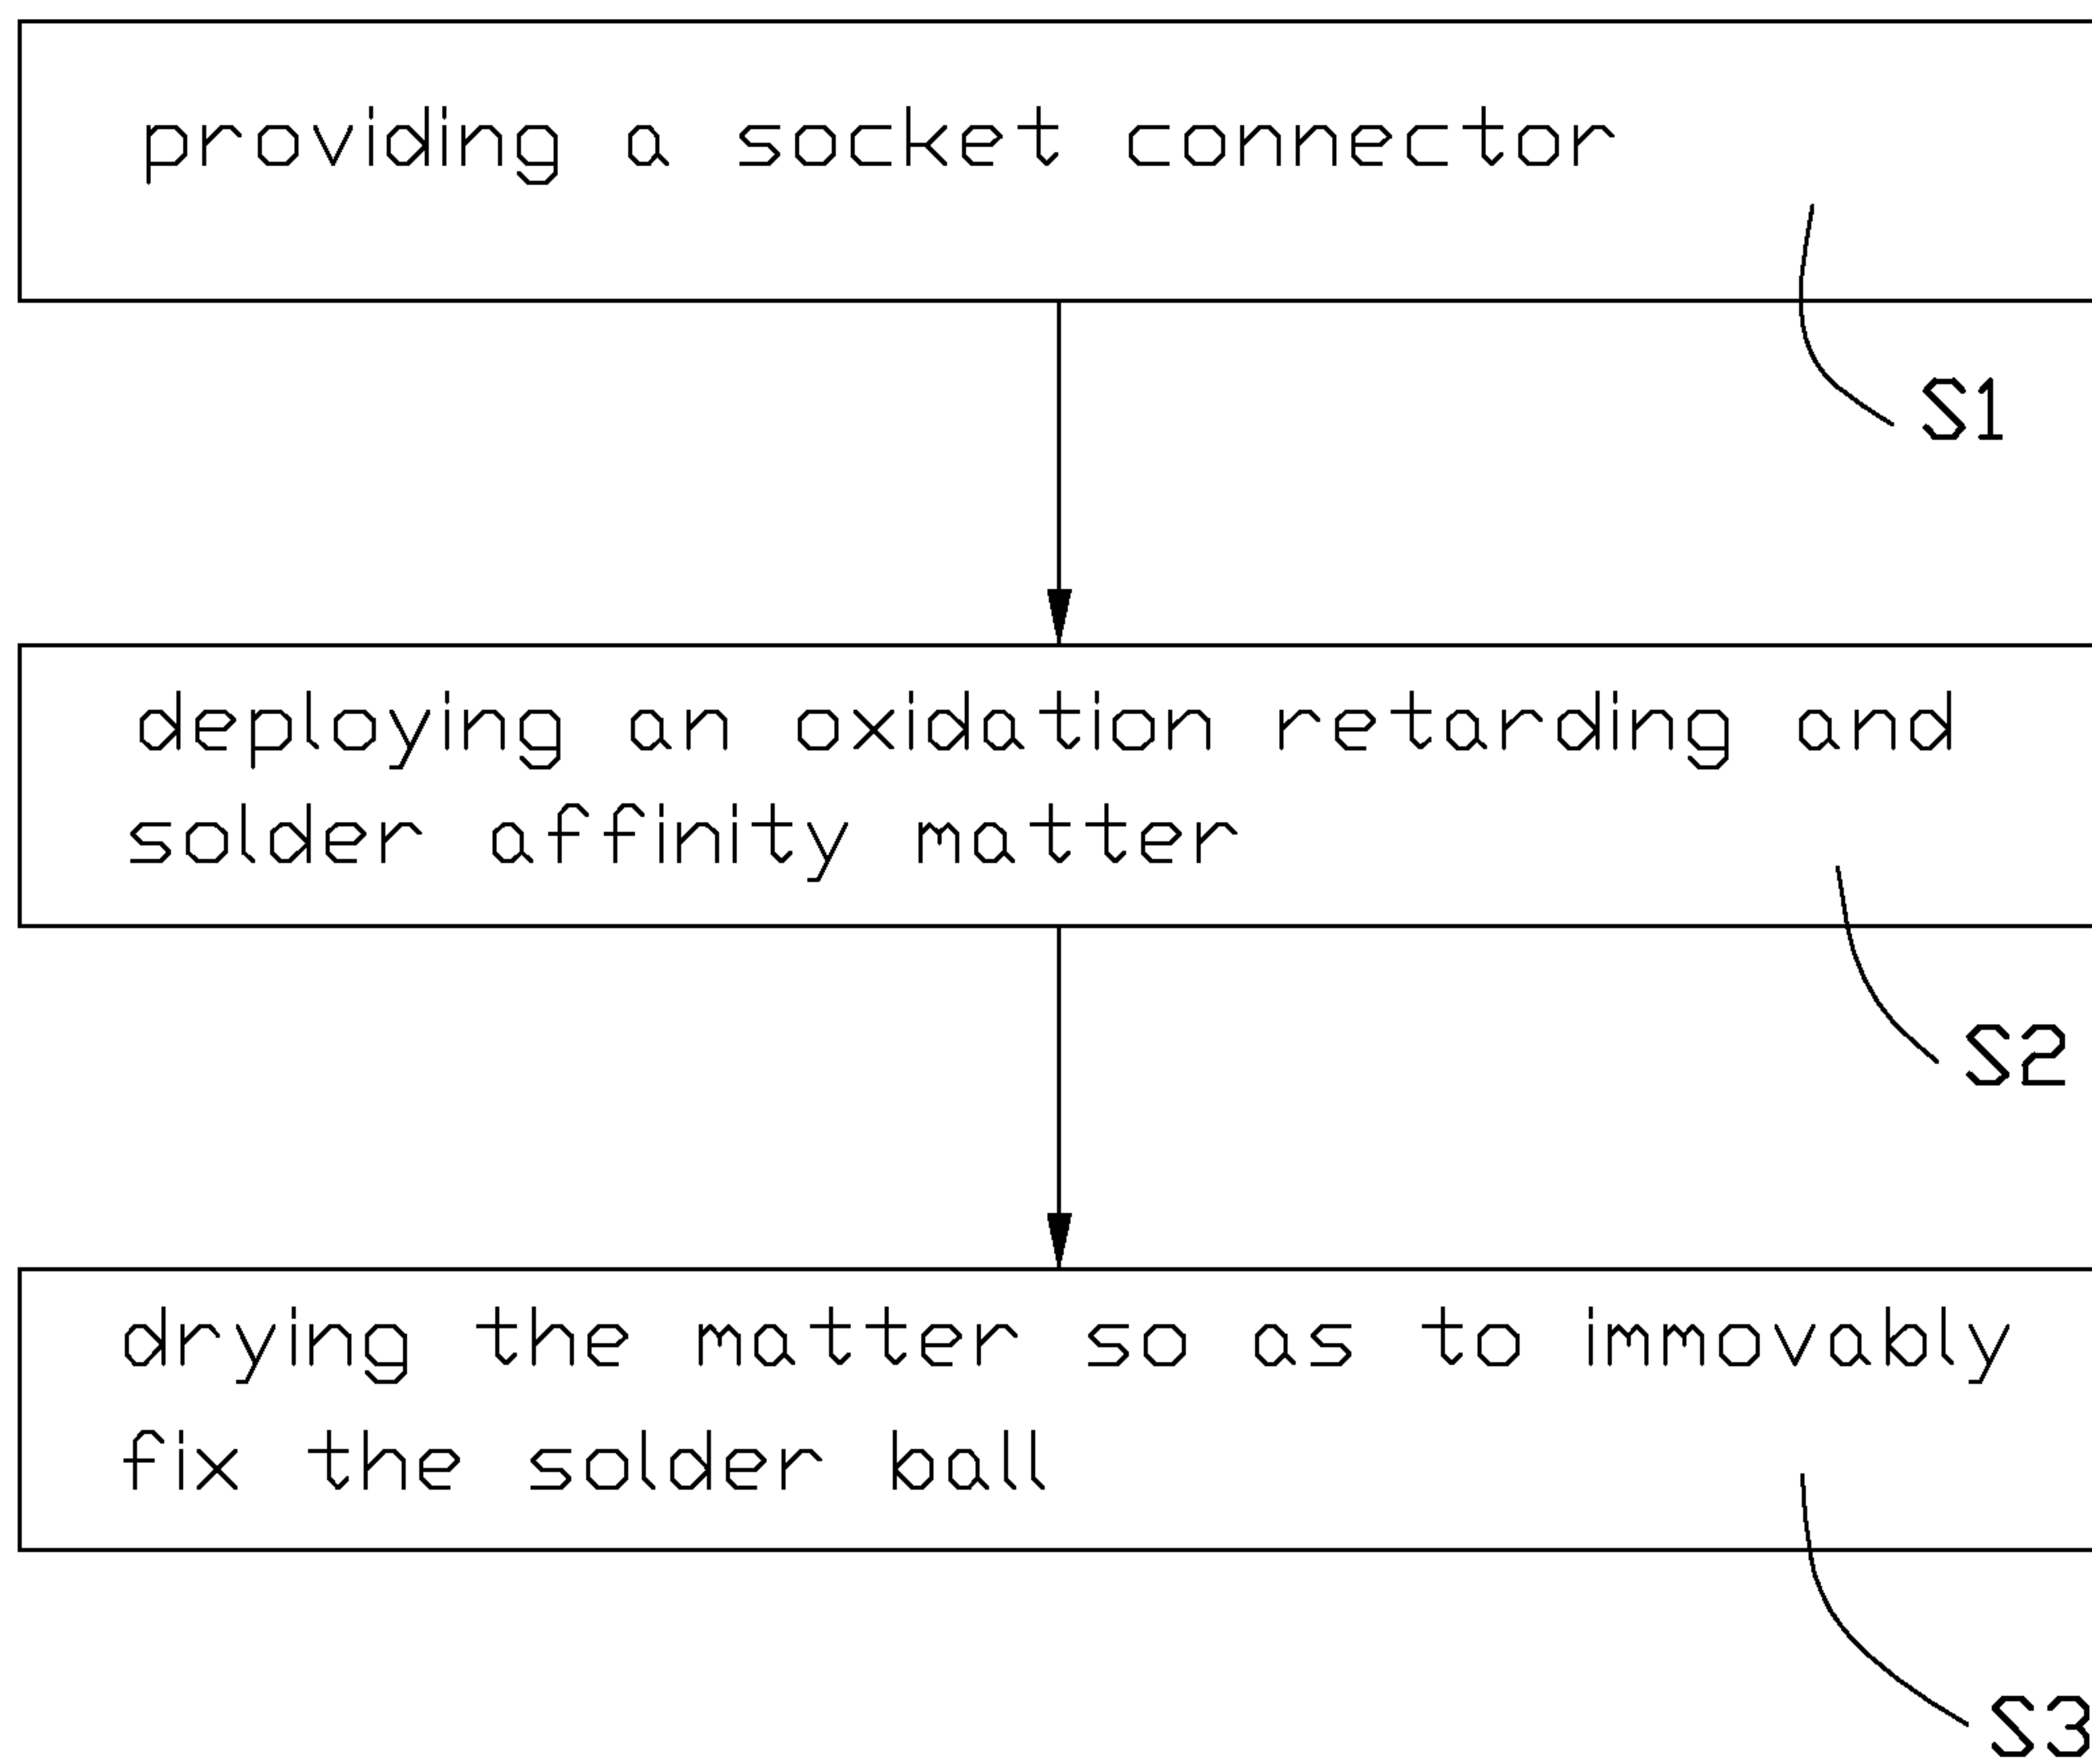 providing a socket connector
S1
deploying an oxidation retarding and
solder affinity matter
S2
drying the matter so as to immovably
fix the solder ball
S3